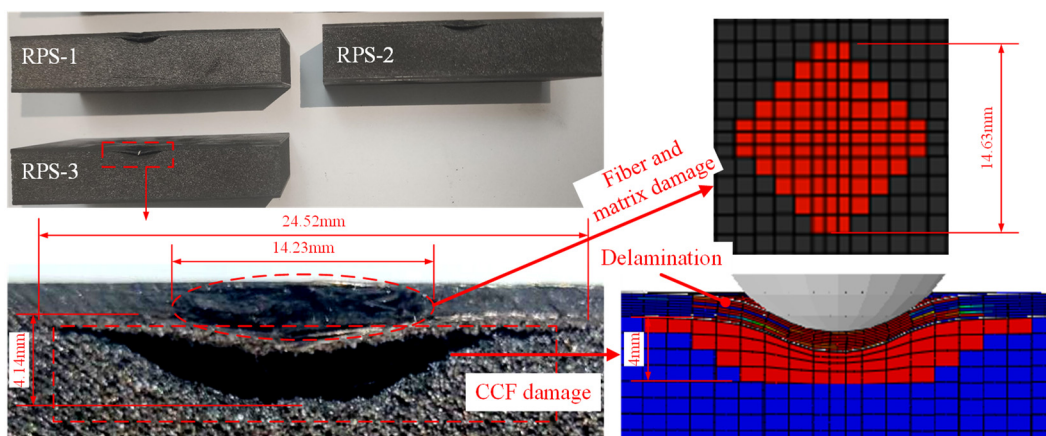 RPS-1
RPS-2
RPS-3
Fiber and
matrix damage
14.63mm
24.52mm
14.23mm
Delamination
4.14mm
4mm
CCF damage